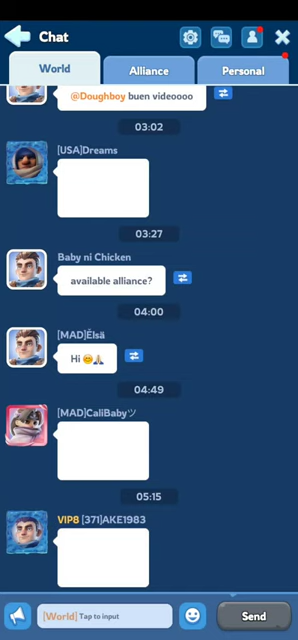 Chat
World
Alliance
Personal
@Doughboy buen videoooo
03:02
[USA]Dreams
03:27
Baby ni Chicken
available alliance?
04:00
[MAD]Ëlsä
Hi 😊🙏
04:49
[MAD]CaliBabyツ
05:15
VIP8 [371]AKE1983
[World] Tap to input
Send